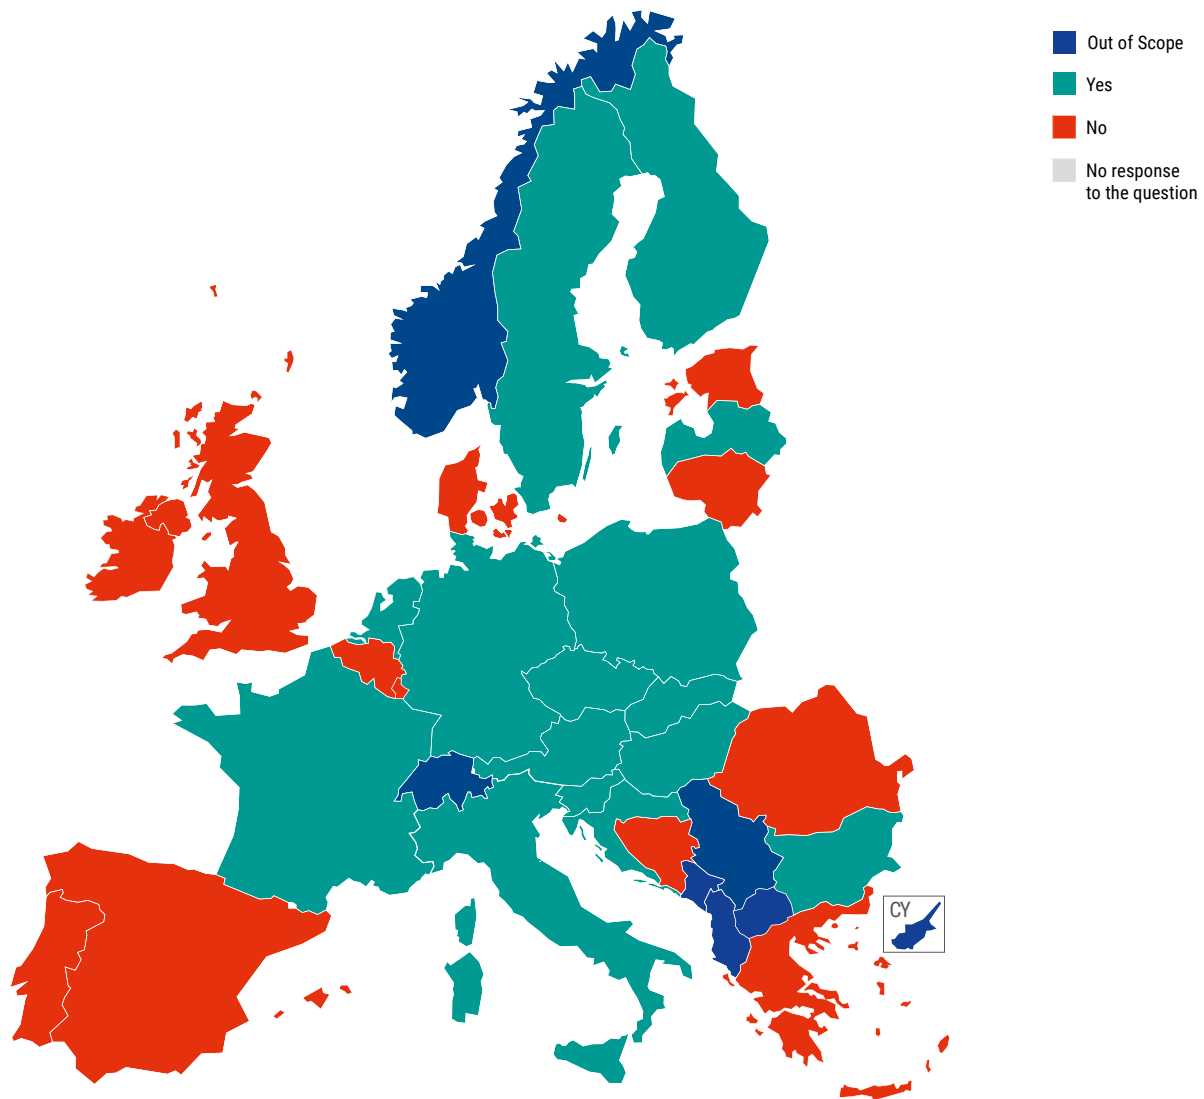 Out of Scope
Yes
No
No response
to the question
CY